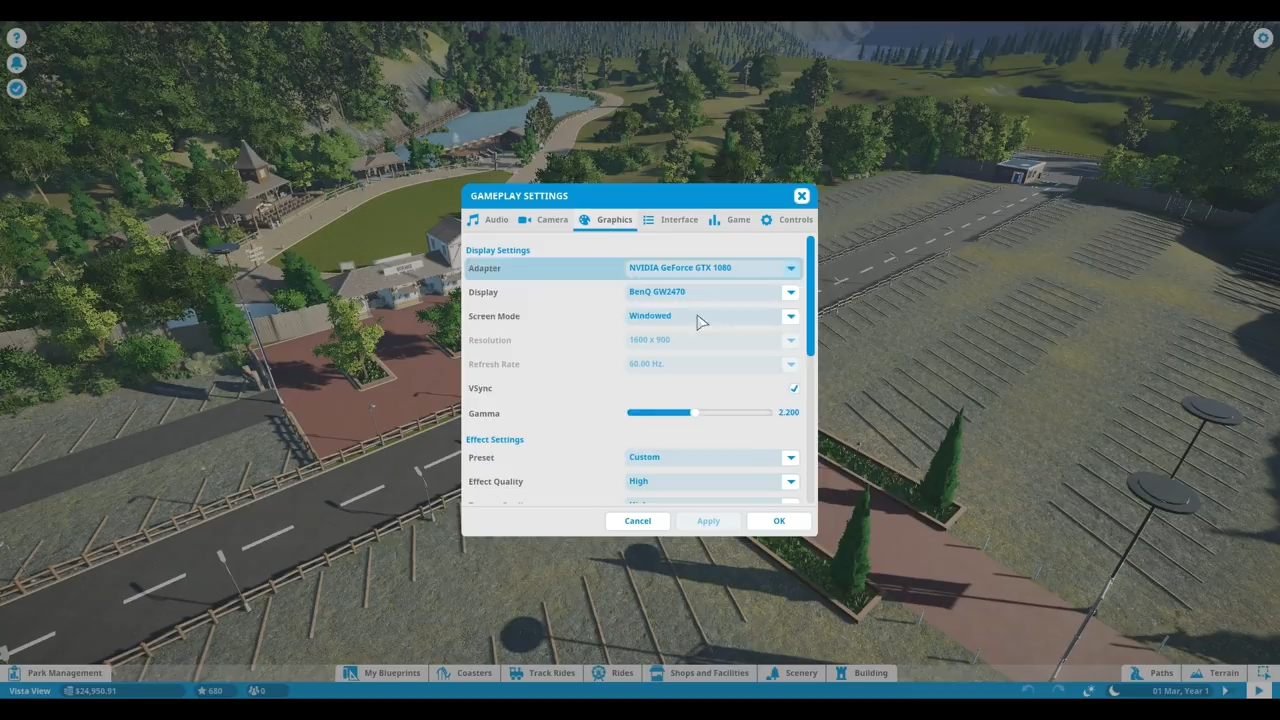 ?
GAMEPLAY SETTINGS
Audio Camera Graphics Interface Game Controls
Display Settings
Adapter NVIDIA GeForce GTX 1080
Display BenQ GW2470
Screen Mode Windowed
Resolution 1600 x 900
Refresh Rate 60.00 Hz.
VSync
Gamma 2.200
Effect Settings
Preset Custom
Effect Quality High
Cancel Apply OK
Park Management My Blueprints Coasters Track Rides Rides Shops and Facilities Scenery Building Paths Terrain
Vista View $24,950.91 680 0 01 Mar, Year 1